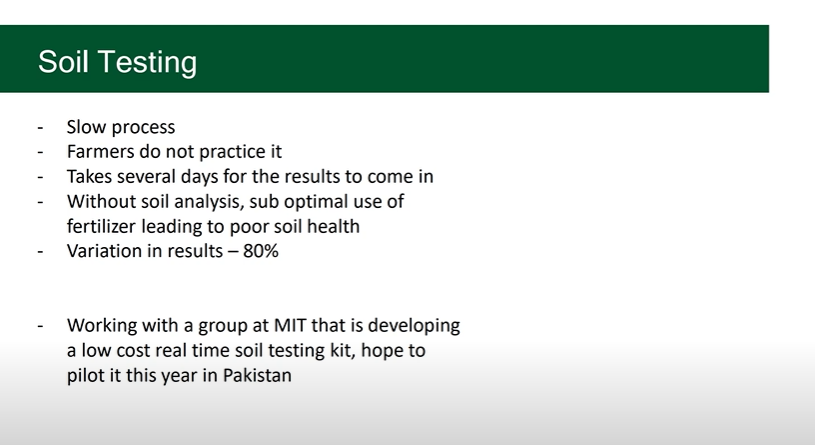 Soil Testing
- Slow process
- Farmers do not practice it
- Takes several days for the results to come in
- Without soil analysis, sub optimal use of
fertilizer leading to poor soil health
- Variation in results – 80%
- Working with a group at MIT that is developing
a low cost real time soil testing kit, hope to
pilot it this year in Pakistan